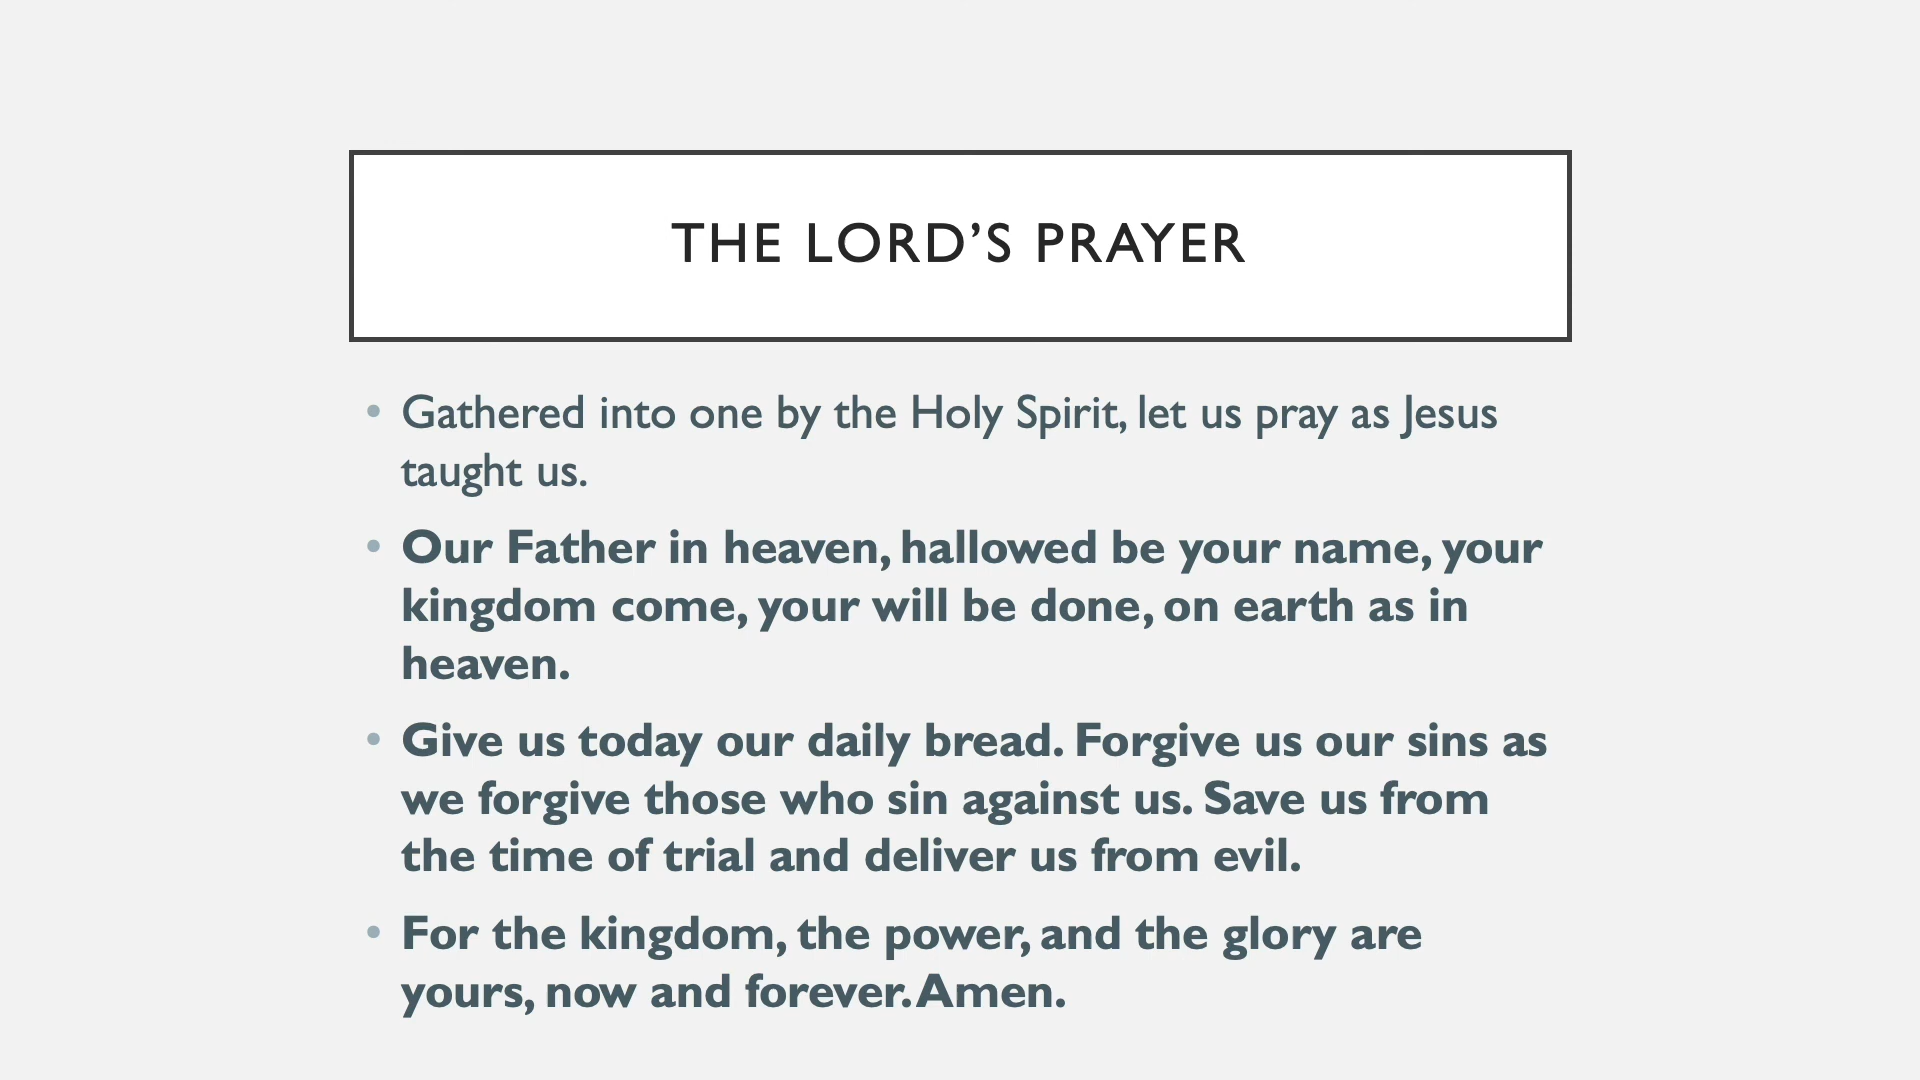 THE LORD’S PRAYER
• Gathered into one by the Holy Spirit, let us pray as Jesus
taught us.
• Our Father in heaven, hallowed be your name, your
kingdom come, your will be done, on earth as in
heaven.
• Give us today our daily bread. Forgive us our sins as
we forgive those who sin against us. Save us from
the time of trial and deliver us from evil.
• For the kingdom, the power, and the glory are
yours, now and forever. Amen.